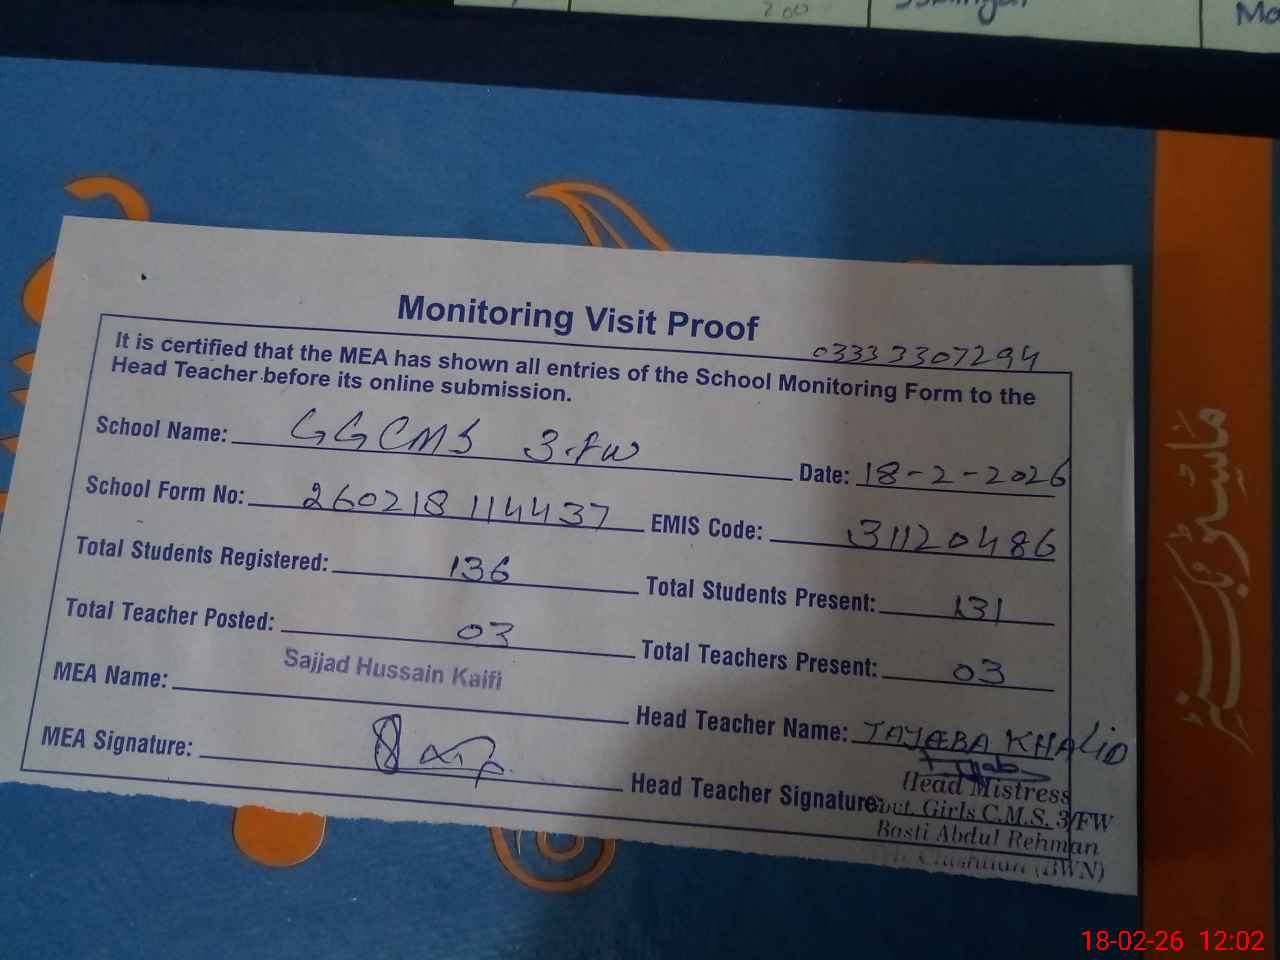 200
Monitoring Visit Proof
03333307294
It is certified that the MEA has shown all entries of the School Monitoring Form to the
Head Teacher before its online submission.
School Name: GGCMS 3.FW Date: 18-2-2026
School Form No: 260218114437 EMIS Code: 31120486
Total Students Registered: 136 Total Students Present: 131
Total Teacher Posted: 03 Total Teachers Present: 03
MEA Name: Sajjad Hussain Kaifi Head Teacher Name: TAYEBA KHALID
MEA Signature: Head Teacher Signature:
Head Mistress
Govt. Girls C.M.S. 3/FW
Basti Abdul Rehman
(BWN)
18-02-26 12:02